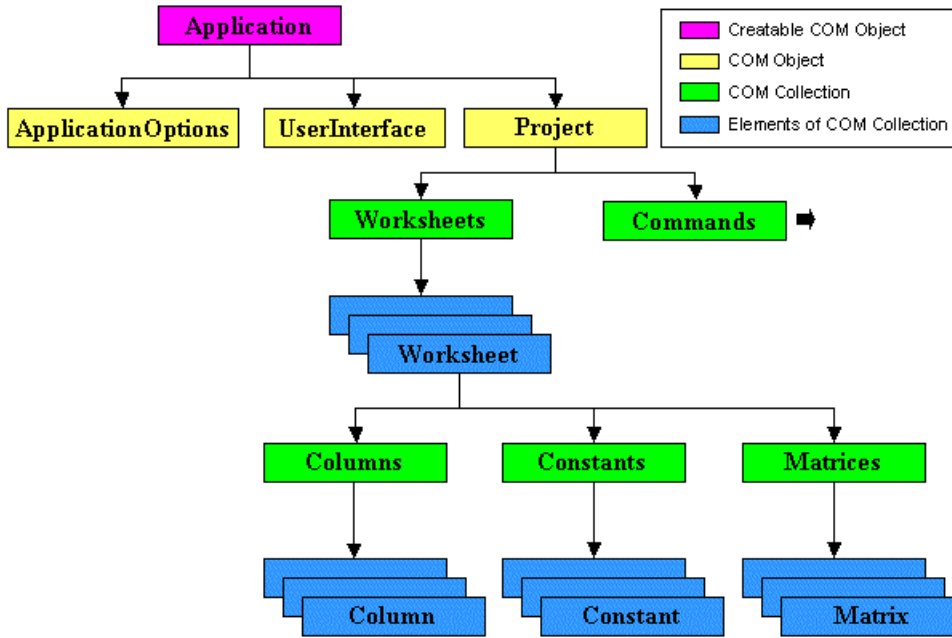 Application
Creatable COM Object
COM Object
COM Collection
Elements of COM Collection
ApplicationOptions
UserInterface
Project
Worksheets
Commands
Worksheet
Columns
Constants
Matrices
Column
Constant
Matrix